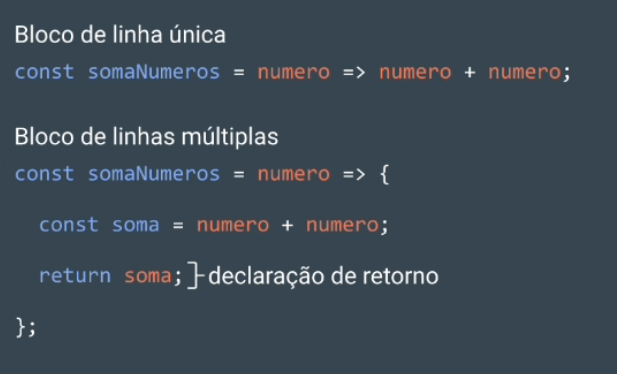 Bloco de linha única
const somaNumeros = numero => numero + numero;
Bloco de linhas múltiplas
const somaNumeros = numero => {
const soma = numero + numero;
return soma; declaração de retorno
};